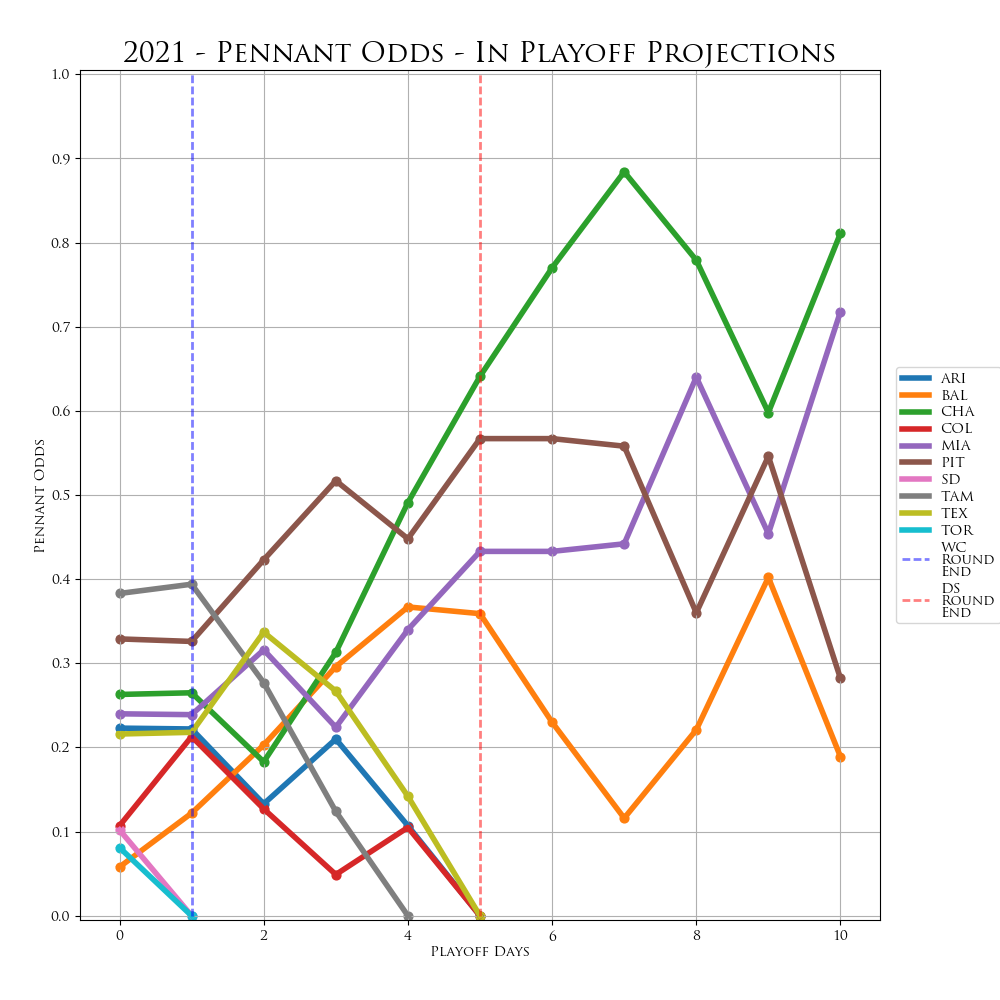 2021 - Pennant Odds - In Playoff Projections
1.0
0.9
0.8
0.7
0.6
0.5
0.4
0.3
0.2
0.1
0.0
Pennant Odds
0 2 4 6 8 10
Playoff Days
ARI
BAL
CHA
COL
MIA
PIT
SD
TAM
TEX
TOR
WC
Round
End
DS
Round
End